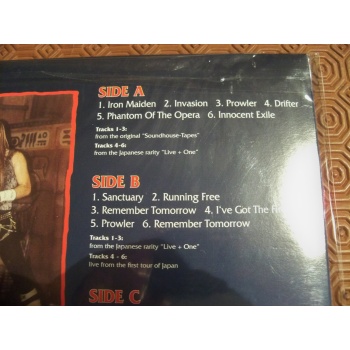 SIDE A
1. Iron Maiden 2. Invasion 3. Prowler 4. Drifter
5. Phantom Of The Opera 6. Innocent Exile
Tracks 1-3:
from the original "Soundhouse-Tapes"
Tracks 4-6:
from the Japanese rarity "Live + One"
SIDE B
1. Sanctuary 2. Running Free
3. Remember Tomorrow 4. I've Got The
5. Prowler 6. Remember Tomorrow
Tracks 1-3:
from the Japanese rarity "Live + One"
Tracks 4 - 6:
live from the first tour of Japan
SIDE C